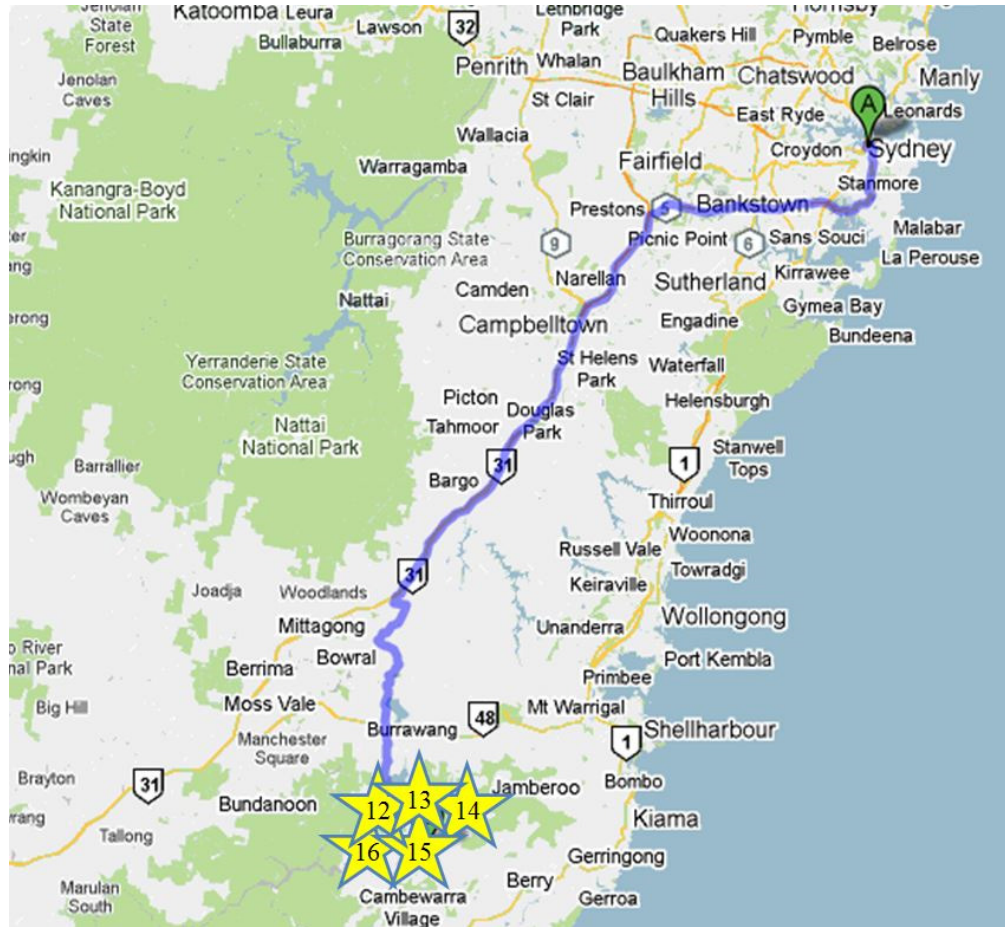 Jenolan
State
Forest
Katoomba
Leura
Lawson
Bullaburra
32
Lethbridge
Park
Quakers Hill
Pymble
Belrose
Penrith
Whalan
Baulkham
Hills
Chatswood
Manly
Jenolan
Caves
St Clair
East Ryde
A
Leonards
Wallacia
Croydon
Sydney
Warragamba
Fairfield
Stanmore
Kanangra-Boyd
National Park
Prestons
5
Bankstown
Malabar
Burragorang State
Conservation Area
9
Picnic Point
6
Sans Souci
La Perouse
Narellan
Sutherland
Kirrawee
Nattai
Camden
Gymea Bay
Campbelltown
Engadine
Bundeena
Yerranderie State
Conservation Area
St Helens
Park
Waterfall
Picton
Helensburgh
Nattai
National Park
Tahmoor
Douglas
Park
Stanwell
Tops
Barrallier
31
1
Bargo
Wombeyan
Caves
Thirroul
Woonona
Russell Vale
Towradgi
31
Joadja
Woodlands
Keiraville
Wollongong
Mittagong
Unanderra
Bowral
Port Kembla
Berrima
Primbee
Big Hill
Moss Vale
Mt Warrigal
Burrawang
48
Shellharbour
Manchester
Square
1
Brayton
31
Jamberoo
Bombo
Bundanoon
12
13
14
Kiama
Tallong
16
15
Gerringong
Marulan
South
Cambewarra
Village
Berry
Gerroa